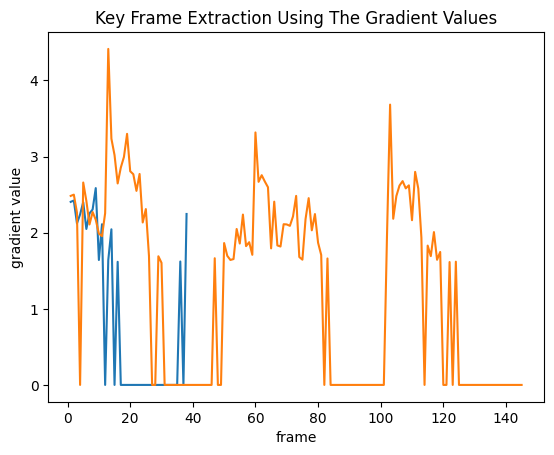 Key Frame Extraction Using The Gradient Values
gradient value
4
3
2
1
0
0 20 40 60 80 100 120 140
frame